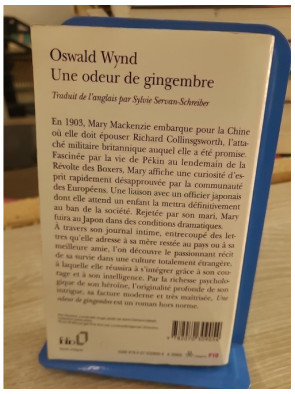 Oswald Wynd
Une odeur de gingembre
Traduit de l'anglais par Sylvie Servan-Schreiber
En 1903, Mary Mackenzie embarque pour la Chine
où elle doit épouser Richard Collinsgsworth, l'atta-
ché militaire britannique auquel elle a été promise.
Fascinée par la vie de Pékin au lendemain de la
Révolte des Boxers, Mary affiche une curiosité d'es-
prit rapidement désapprouvée par la communauté
des Européens. Une liaison avec un officier japonais
dont elle attend un enfant la mettra définitivement
au ban de la société. Rejetée par son mari, Mary
fuira au Japon dans des conditions dramatiques.
À travers son journal intime, entrecoupé des let-
tres qu'elle adresse à sa mère restée au pays ou à sa
meilleure amie, l'on découvre le passionnant récit
de sa survie dans une culture totalement étrangère,
à laquelle elle réussira à s'intégrer grâce à son cou-
rage et à son intelligence. Par la richesse psycholo-
gique de son héroïne, l'originalité profonde de son
intrigue, sa facture moderne et très maîtrisée, Une
odeur de gingembre est un roman hors norme.
folio